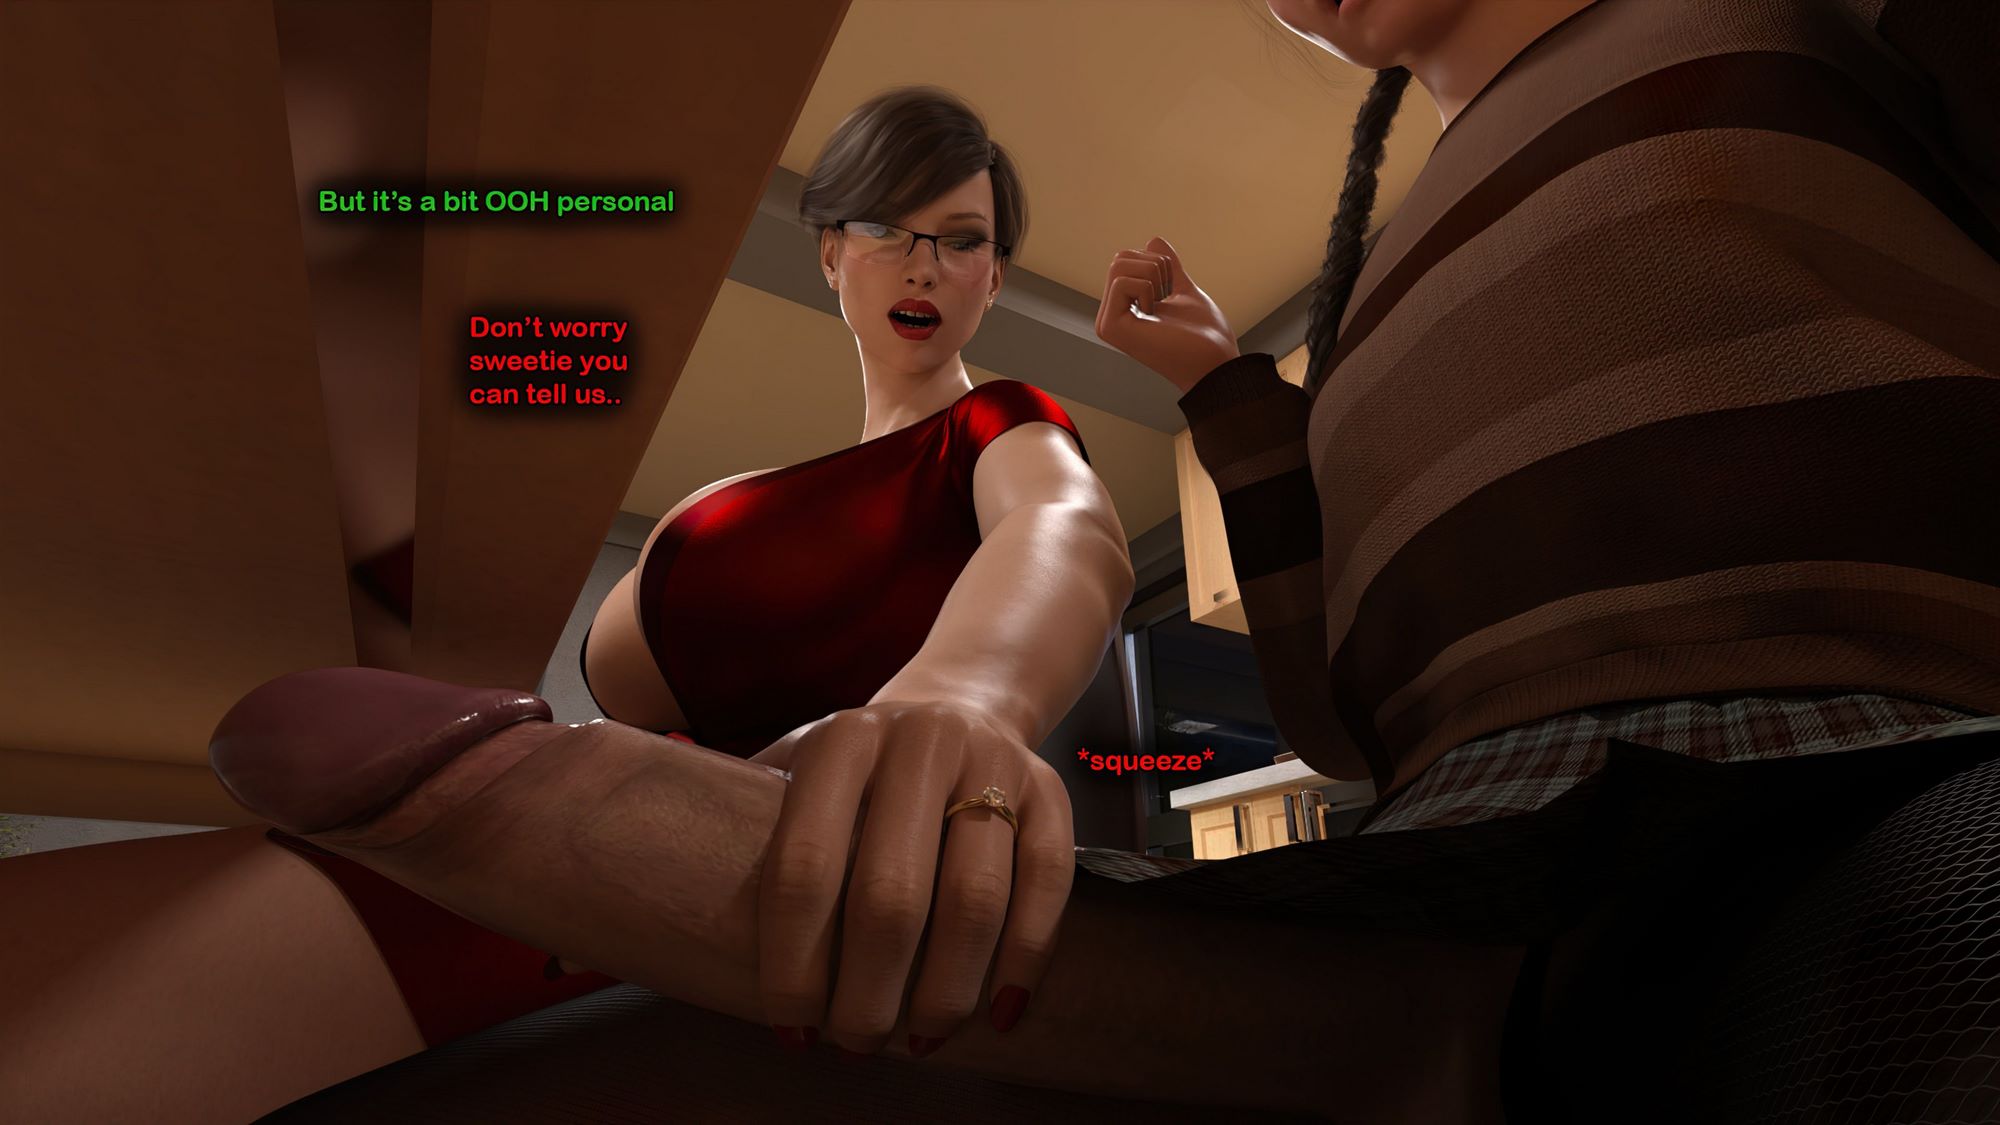 But it's a bit OOH personal
Don't worry
sweetie you
can tell us..
*squeeze*